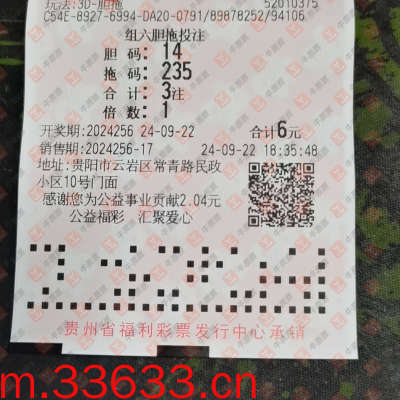 玩法:3D-胆拖 52010375
C54E-8927-6994-DA20-0791/89878252/94106
组六胆拖投注
胆 码: 14
拖 码: 235
合 计: 3注
倍 数: 1
开奖期:2024256 24-09-22 合计6元
销售期:2024256-17 24-09-22 18:35:48
地址:贵阳市云岩区常青路民政
小区10号门面
感谢您为公益事业贡献2.04元
公益福彩 汇聚爱心
贵州省福利彩票发行中心承销
m.33633.cn